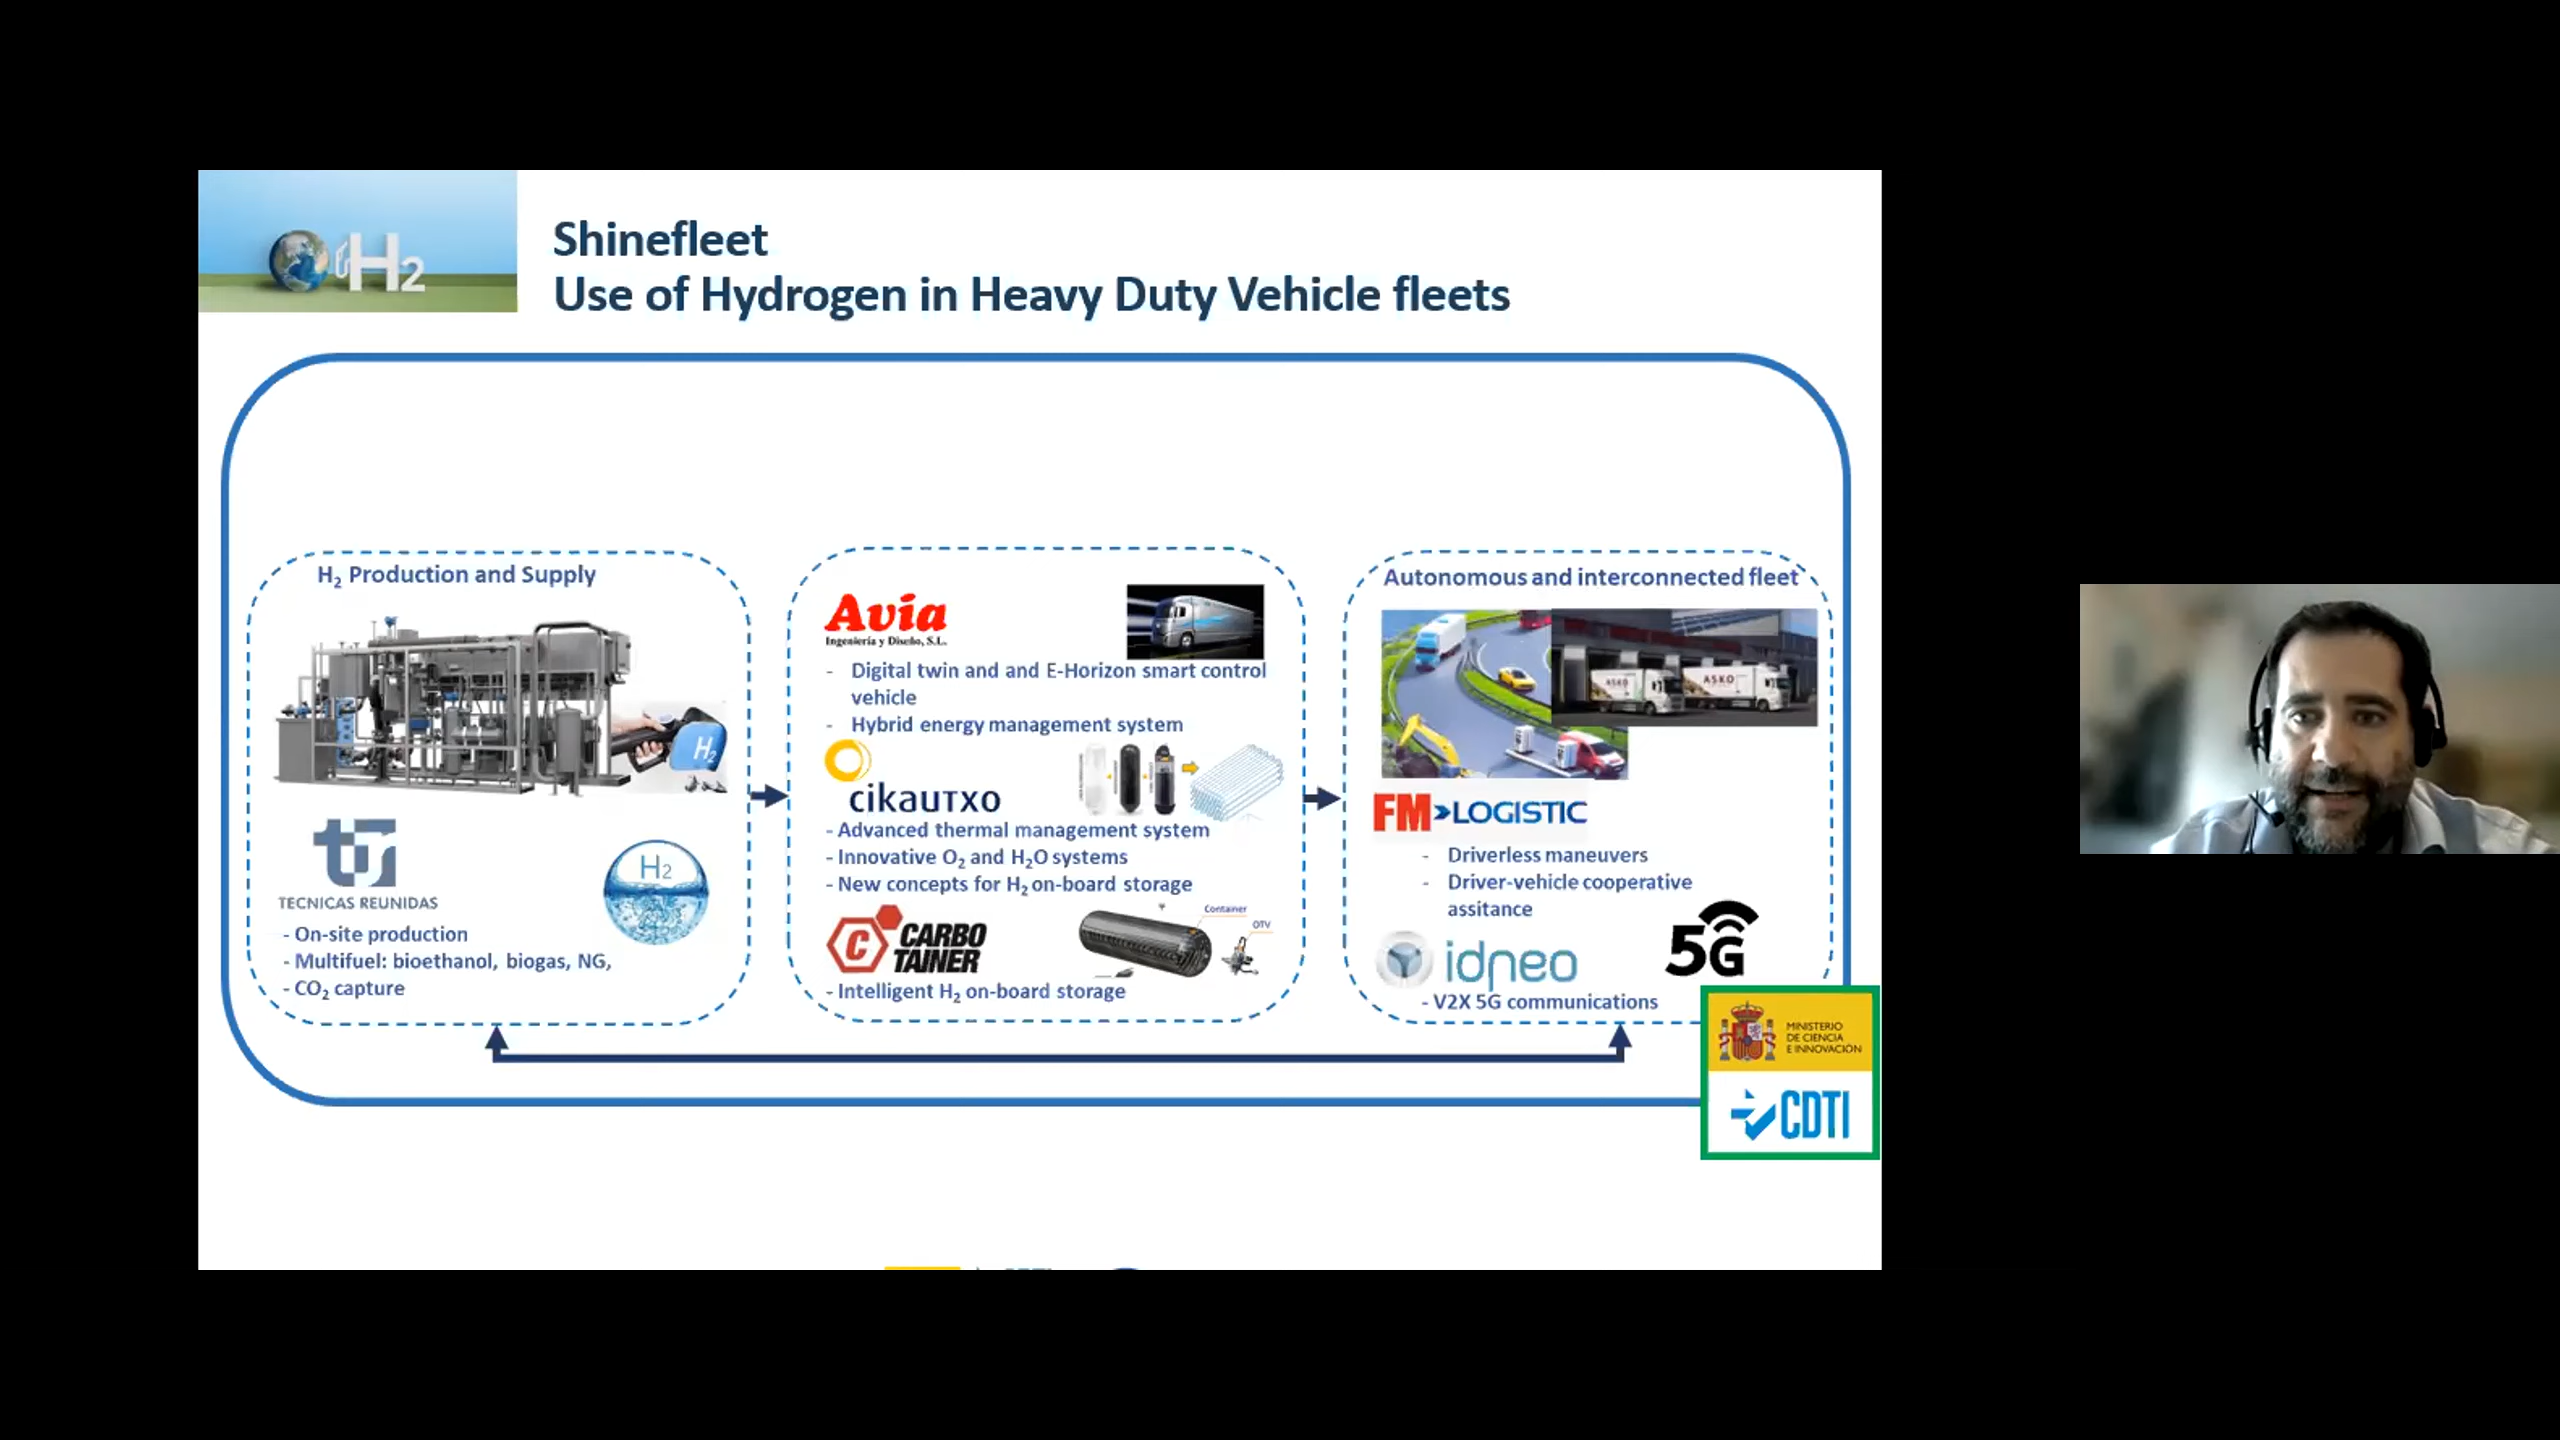 H2
Shinefleet
Use of Hydrogen in Heavy Duty Vehicle fleets
H2 Production and Supply
H2
TECNICAS REUNIDAS
H2
- On-site production
- Multifuel: bioethanol, biogas, NG,
- CO2 capture
Avia
Ingeniería y Diseño, S.L.
- Digital twin and and E-Horizon smart control
vehicle
- Hybrid energy management system
cikautxo
- Advanced thermal management system
- Innovative O2 and H2O systems
- New concepts for H2 on-board storage
C CARBO
TAINER
Container
OTV
- Intelligent H2 on-board storage
Autonomous and interconnected fleet
ASKO
ASKO
FM LOGISTIC
- Driverless maneuvers
- Driver-vehicle cooperative
assitance
idneo
5G
- V2X 5G communications
MINISTERIO
DE CIENCIA
E INNOVACIÓN
CDTI